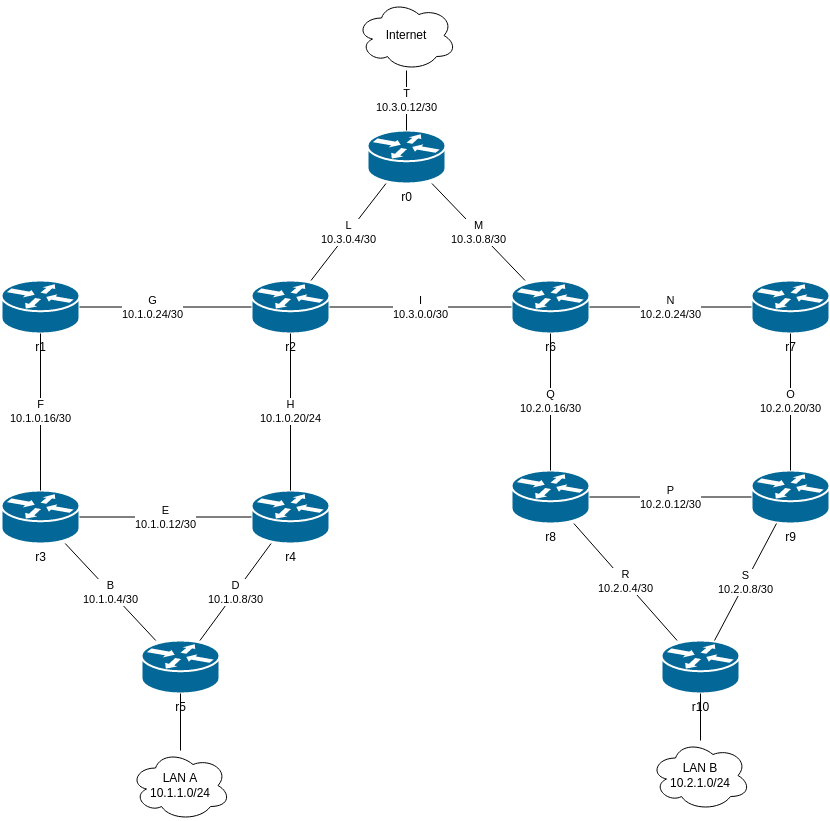 Internet
T
10.3.0.12/30
r0
L
10.3.0.4/30
M
10.3.0.8/30
G
10.1.0.24/30
I
10.3.0.0/30
N
10.2.0.24/30
r1
r2
r6
r7
F
10.1.0.16/30
H
10.1.0.20/24
Q
10.2.0.16/30
O
10.2.0.20/30
E
10.1.0.12/30
P
10.2.0.12/30
r3
r4
r8
r9
B
10.1.0.4/30
D
10.1.0.8/30
R
10.2.0.4/30
S
10.2.0.8/30
r5
r10
LAN A
10.1.1.0/24
LAN B
10.2.1.0/24